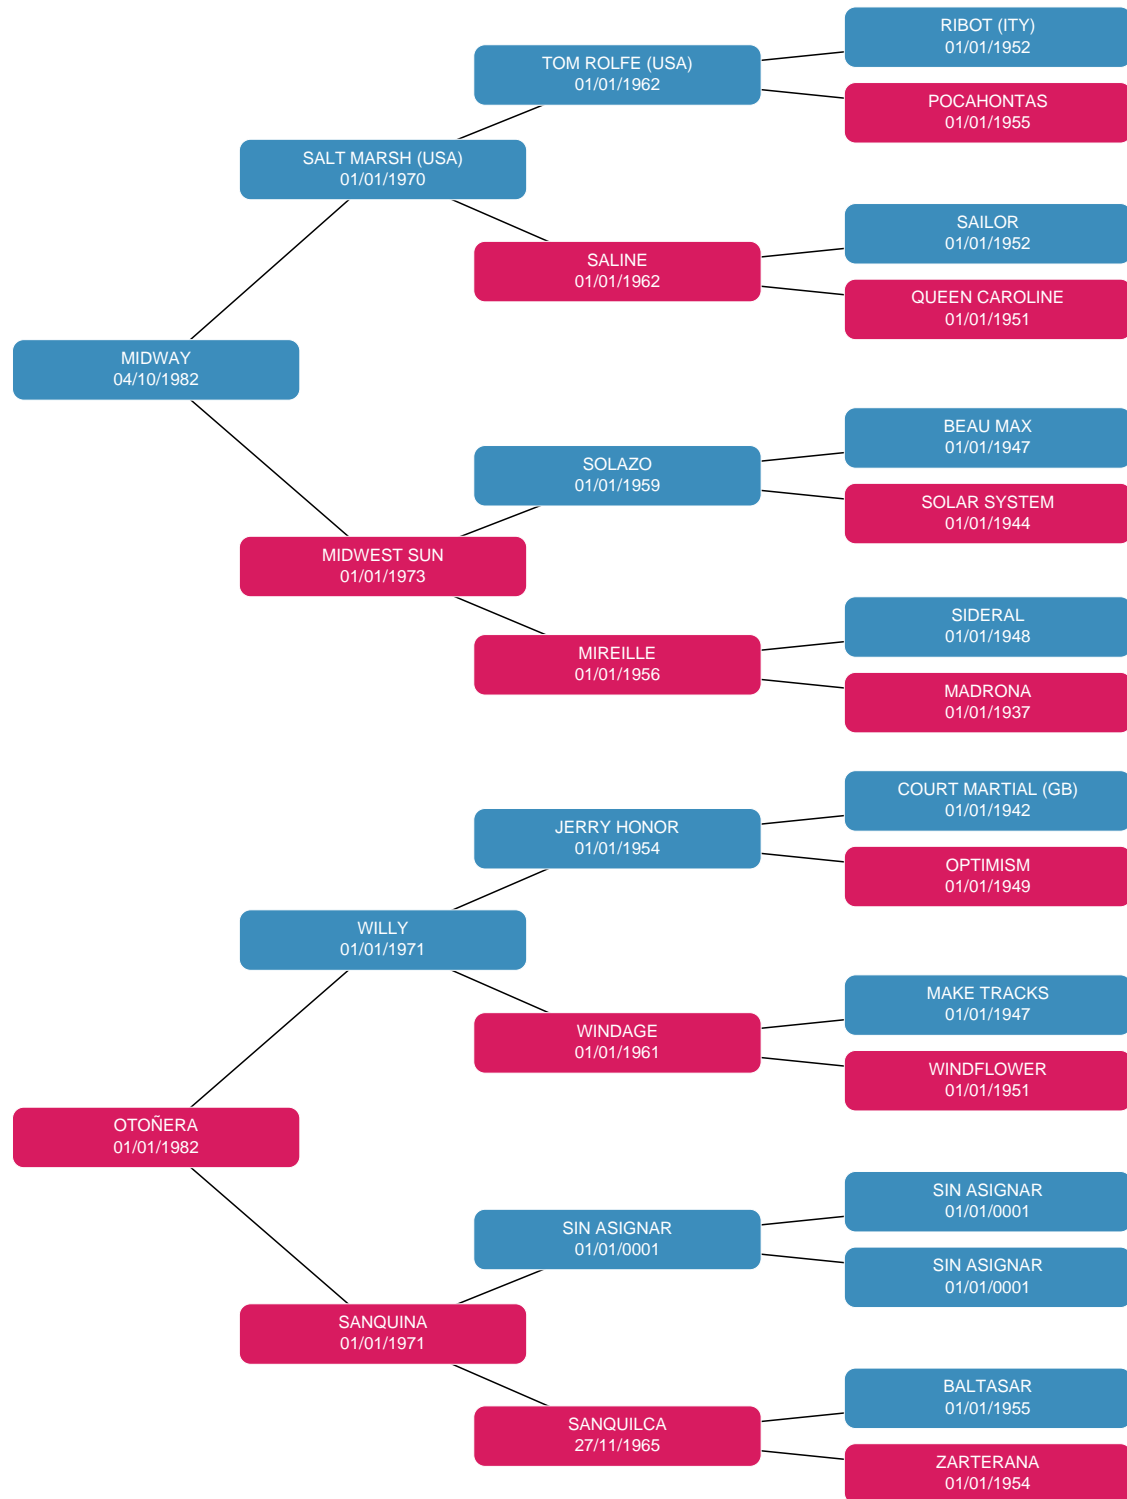 RIBOT (ITY)
01/01/1952
TOM ROLFE (USA)
01/01/1962
POCAHONTAS
01/01/1955
SALT MARSH (USA)
01/01/1970
SAILOR
01/01/1952
SALINE
01/01/1962
QUEEN CAROLINE
01/01/1951
MIDWAY
04/10/1982
BEAU MAX
01/01/1947
SOLAZO
01/01/1959
SOLAR SYSTEM
01/01/1944
MIDWEST SUN
01/01/1973
SIDERAL
01/01/1948
MIREILLE
01/01/1956
MADRONA
01/01/1937
COURT MARTIAL (GB)
01/01/1942
JERRY HONOR
01/01/1954
OPTIMISM
01/01/1949
WILLY
01/01/1971
MAKE TRACKS
01/01/1947
WINDAGE
01/01/1961
WINDFLOWER
01/01/1951
OTOÑERA
01/01/1982
SIN ASIGNAR
01/01/0001
SIN ASIGNAR
01/01/0001
SIN ASIGNAR
01/01/0001
SANQUINA
01/01/1971
BALTASAR
01/01/1955
SANQUILCA
27/11/1965
ZARTERANA
01/01/1954